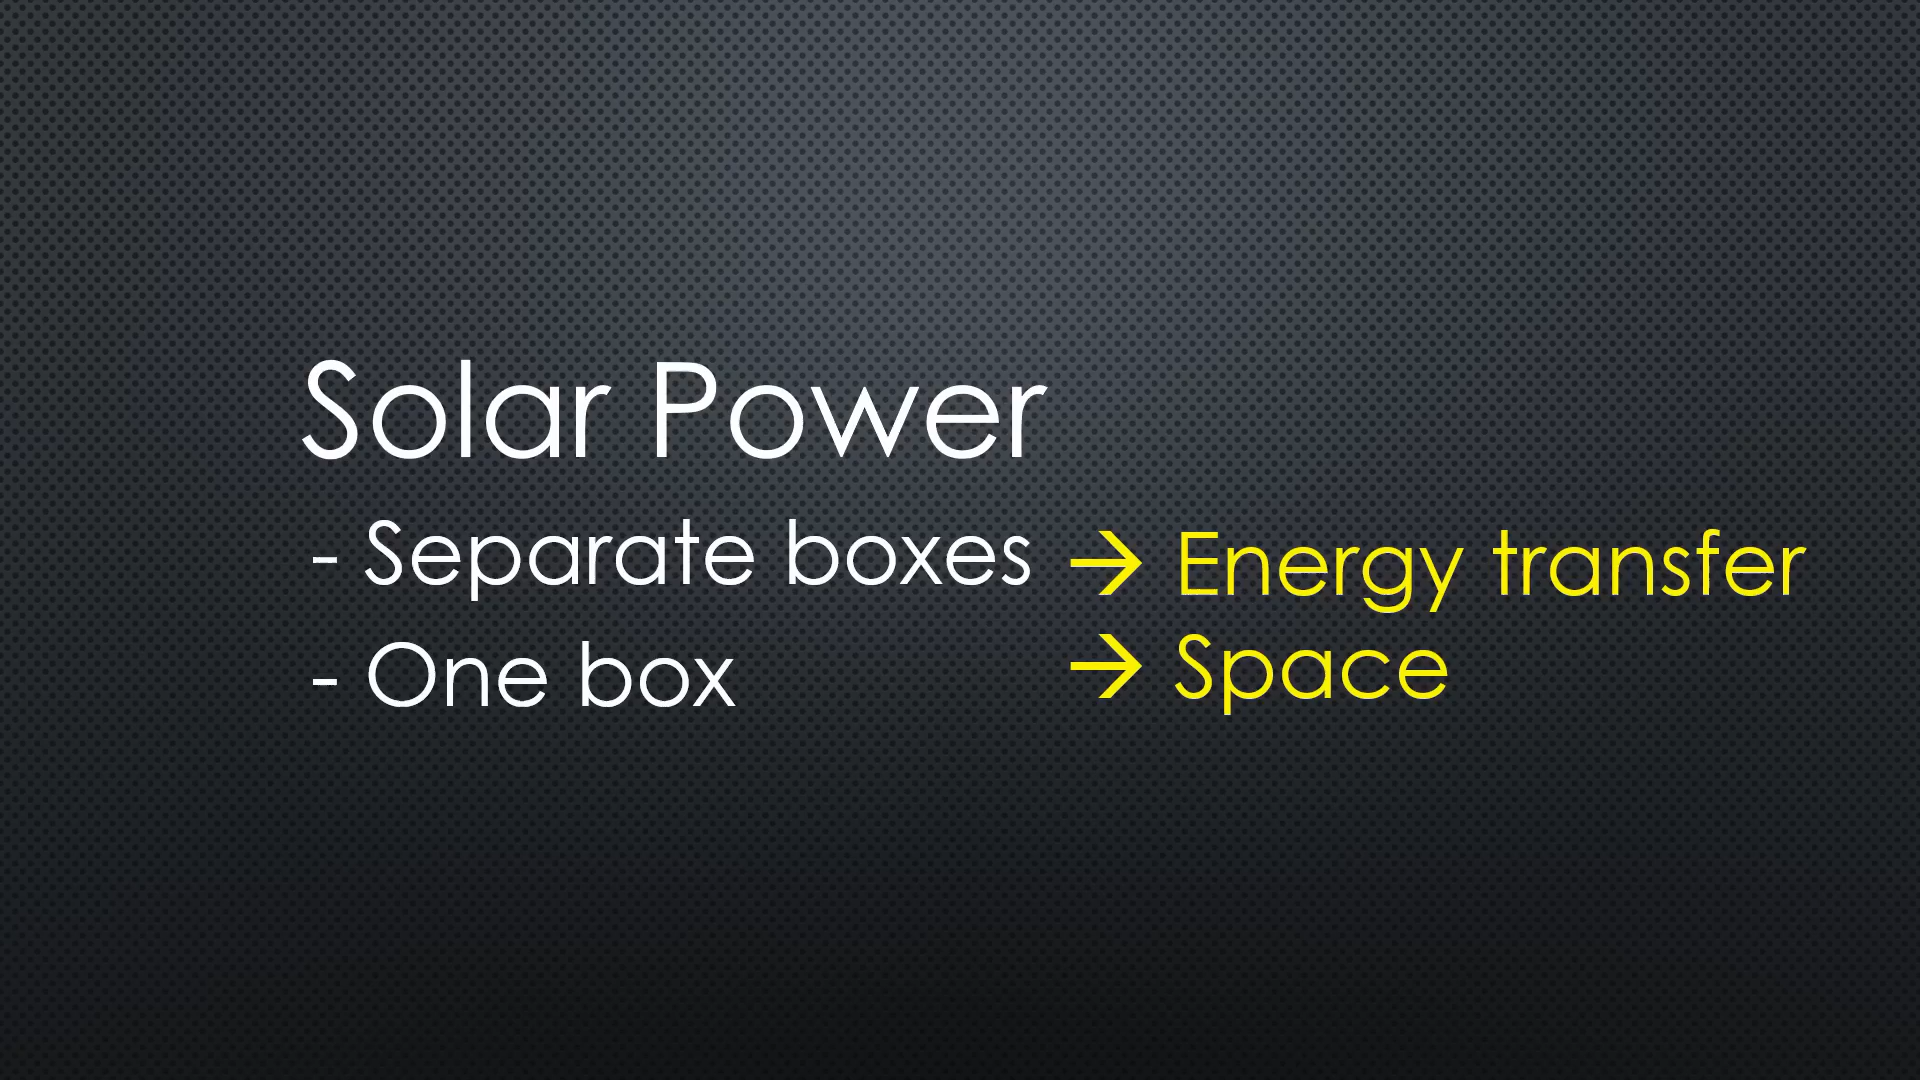 Solar Power
- Separate boxes → Energy transfer
- One box → Space